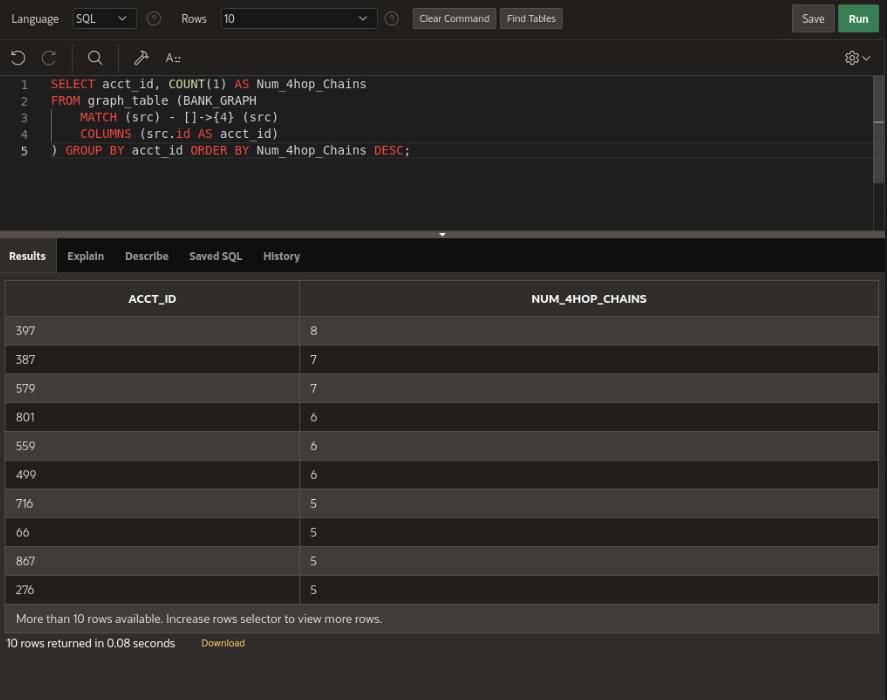 Language SQL ? Rows 10 ? Clear Command Find Tables Save Run
A::
1 SELECT acct_id, COUNT(1) AS Num_4hop_Chains
2 FROM graph_table (BANK_GRAPH
3 MATCH (src) - []->{4} (src)
4 COLUMNS (src.id AS acct_id)
5 ) GROUP BY acct_id ORDER BY Num_4hop_Chains DESC;
Results Explain Describe Saved SQL History
ACCT_ID NUM_4HOP_CHAINS
397 8
387 7
579 7
801 6
559 6
499 6
716 5
66 5
867 5
276 5
More than 10 rows available. Increase rows selector to view more rows.
10 rows returned in 0.08 seconds Download